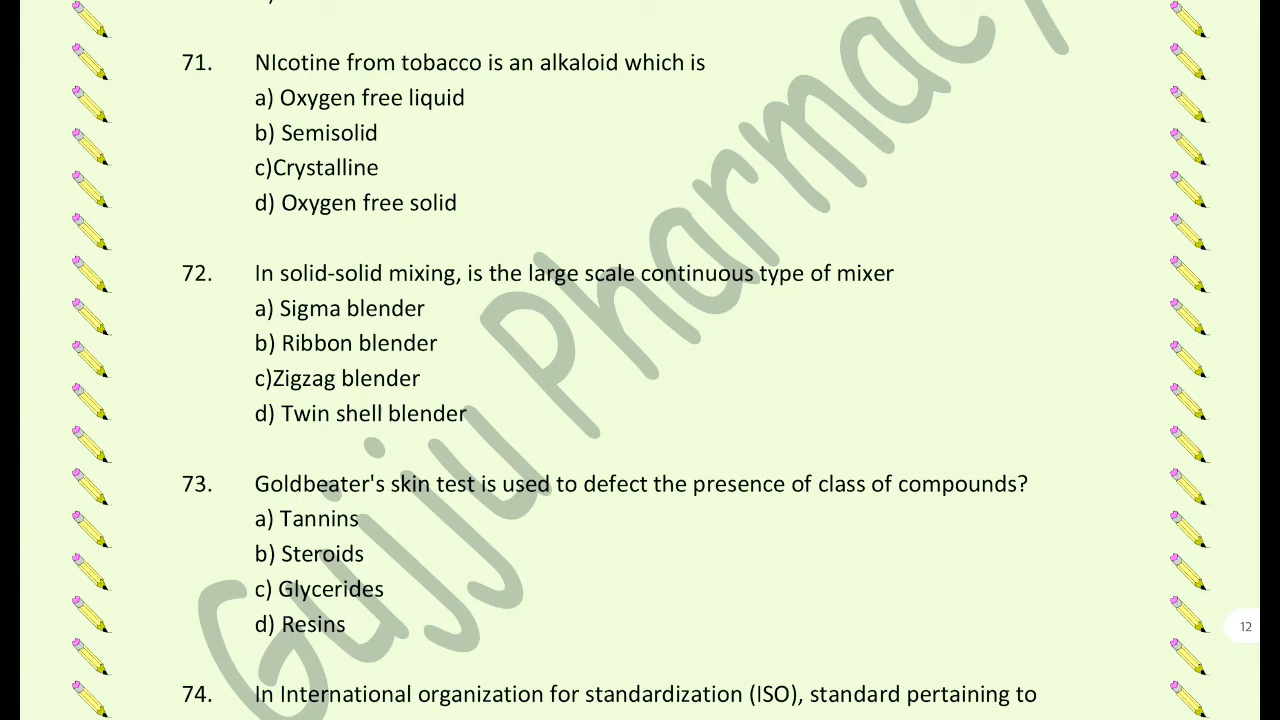 71. NIcotine from tobacco is an alkaloid which is
a) Oxygen free liquid
b) Semisolid
c)Crystalline
d) Oxygen free solid
72. In solid-solid mixing, is the large scale continuous type of mixer
a) Sigma blender
b) Ribbon blender
c)Zigzag blender
d) Twin shell blender
73. Goldbeater's skin test is used to defect the presence of class of compounds?
a) Tannins
b) Steroids
c) Glycerides
d) Resins
12
74. In International organization for standardization (ISO), standard pertaining to
Gujju Pharmacy